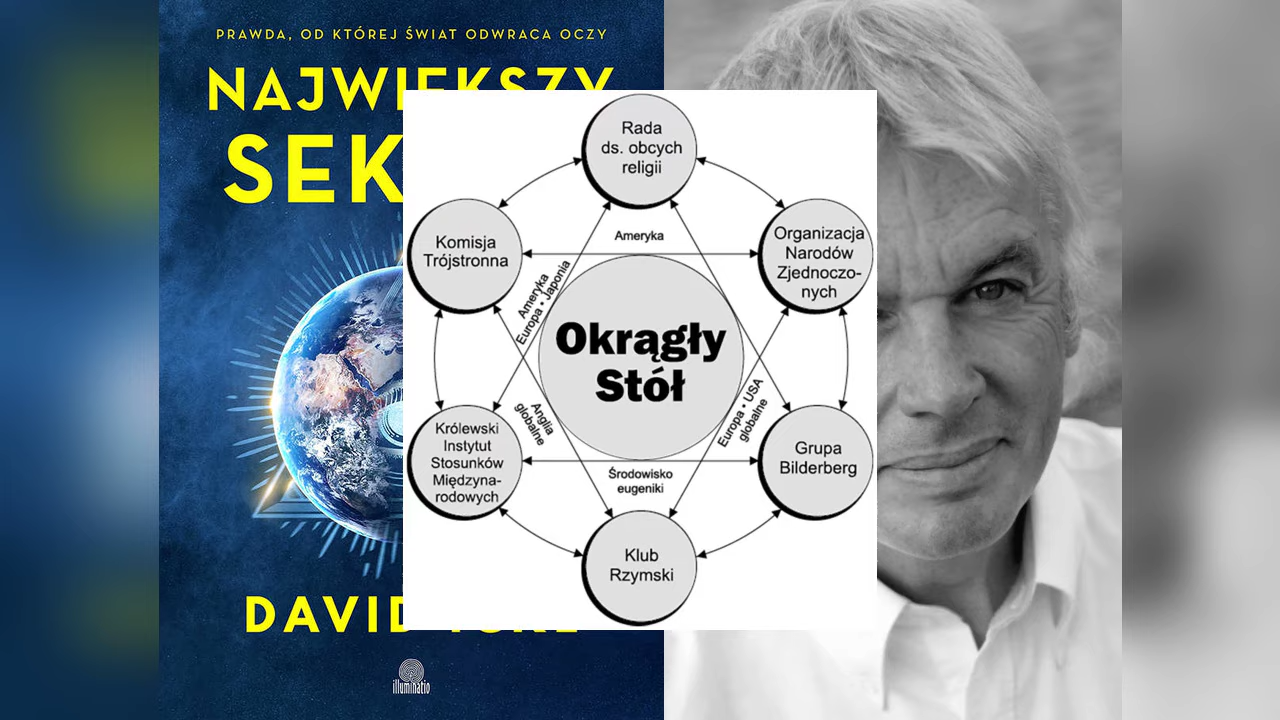 PRAWDA, OD KTÓREJ ŚWIAT ODWRACA OCZY
NAJWIĘKSZY
SEK
Rada
ds. obcych
religii
Komisja
Trójstronna
Ameryka
Organizacja
Narodów
Zjednoczo-
nych
Ameryka
Europa • Japonia
Okrągły
Stół
Anglia
globalne
Europa • USA
globalne
Królewski
Instytut
Stosunków
Międzyna-
rodowych
Środowisko
eugeniki
Grupa
Bilderberg
Klub
Rzymski
DAVID
illuminatio